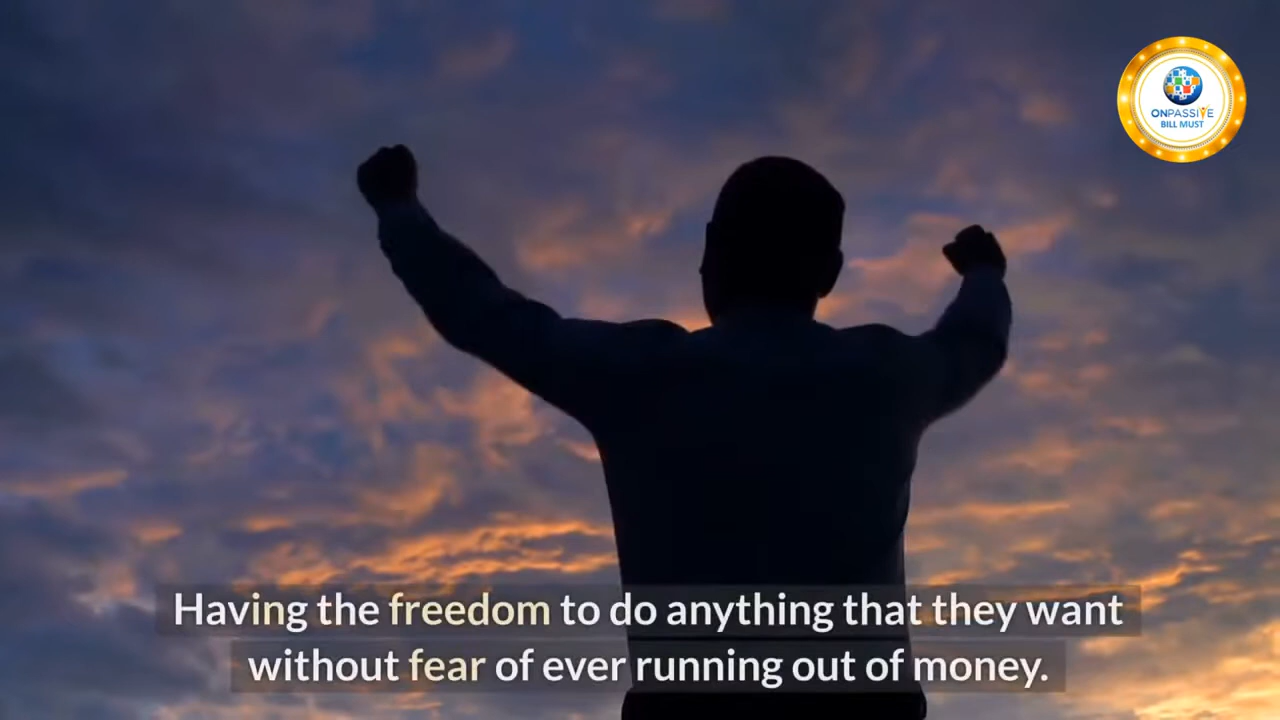 ONPASSIVE
BILL MUST
Having the freedom to do anything that they want
without fear of ever running out of money.